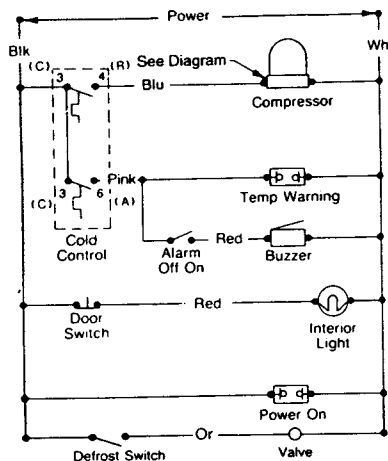 Power
Blk
Wh
See Diagram
(C) 3 4 (R)
Blu
Compressor
Pink
(C) 3 6 (A)
Temp Warning
Cold
Control
Red
Alarm
Off On
Buzzer
Red
Door
Switch
Interior
Light
Power On
Or
Defrost Switch
Valve